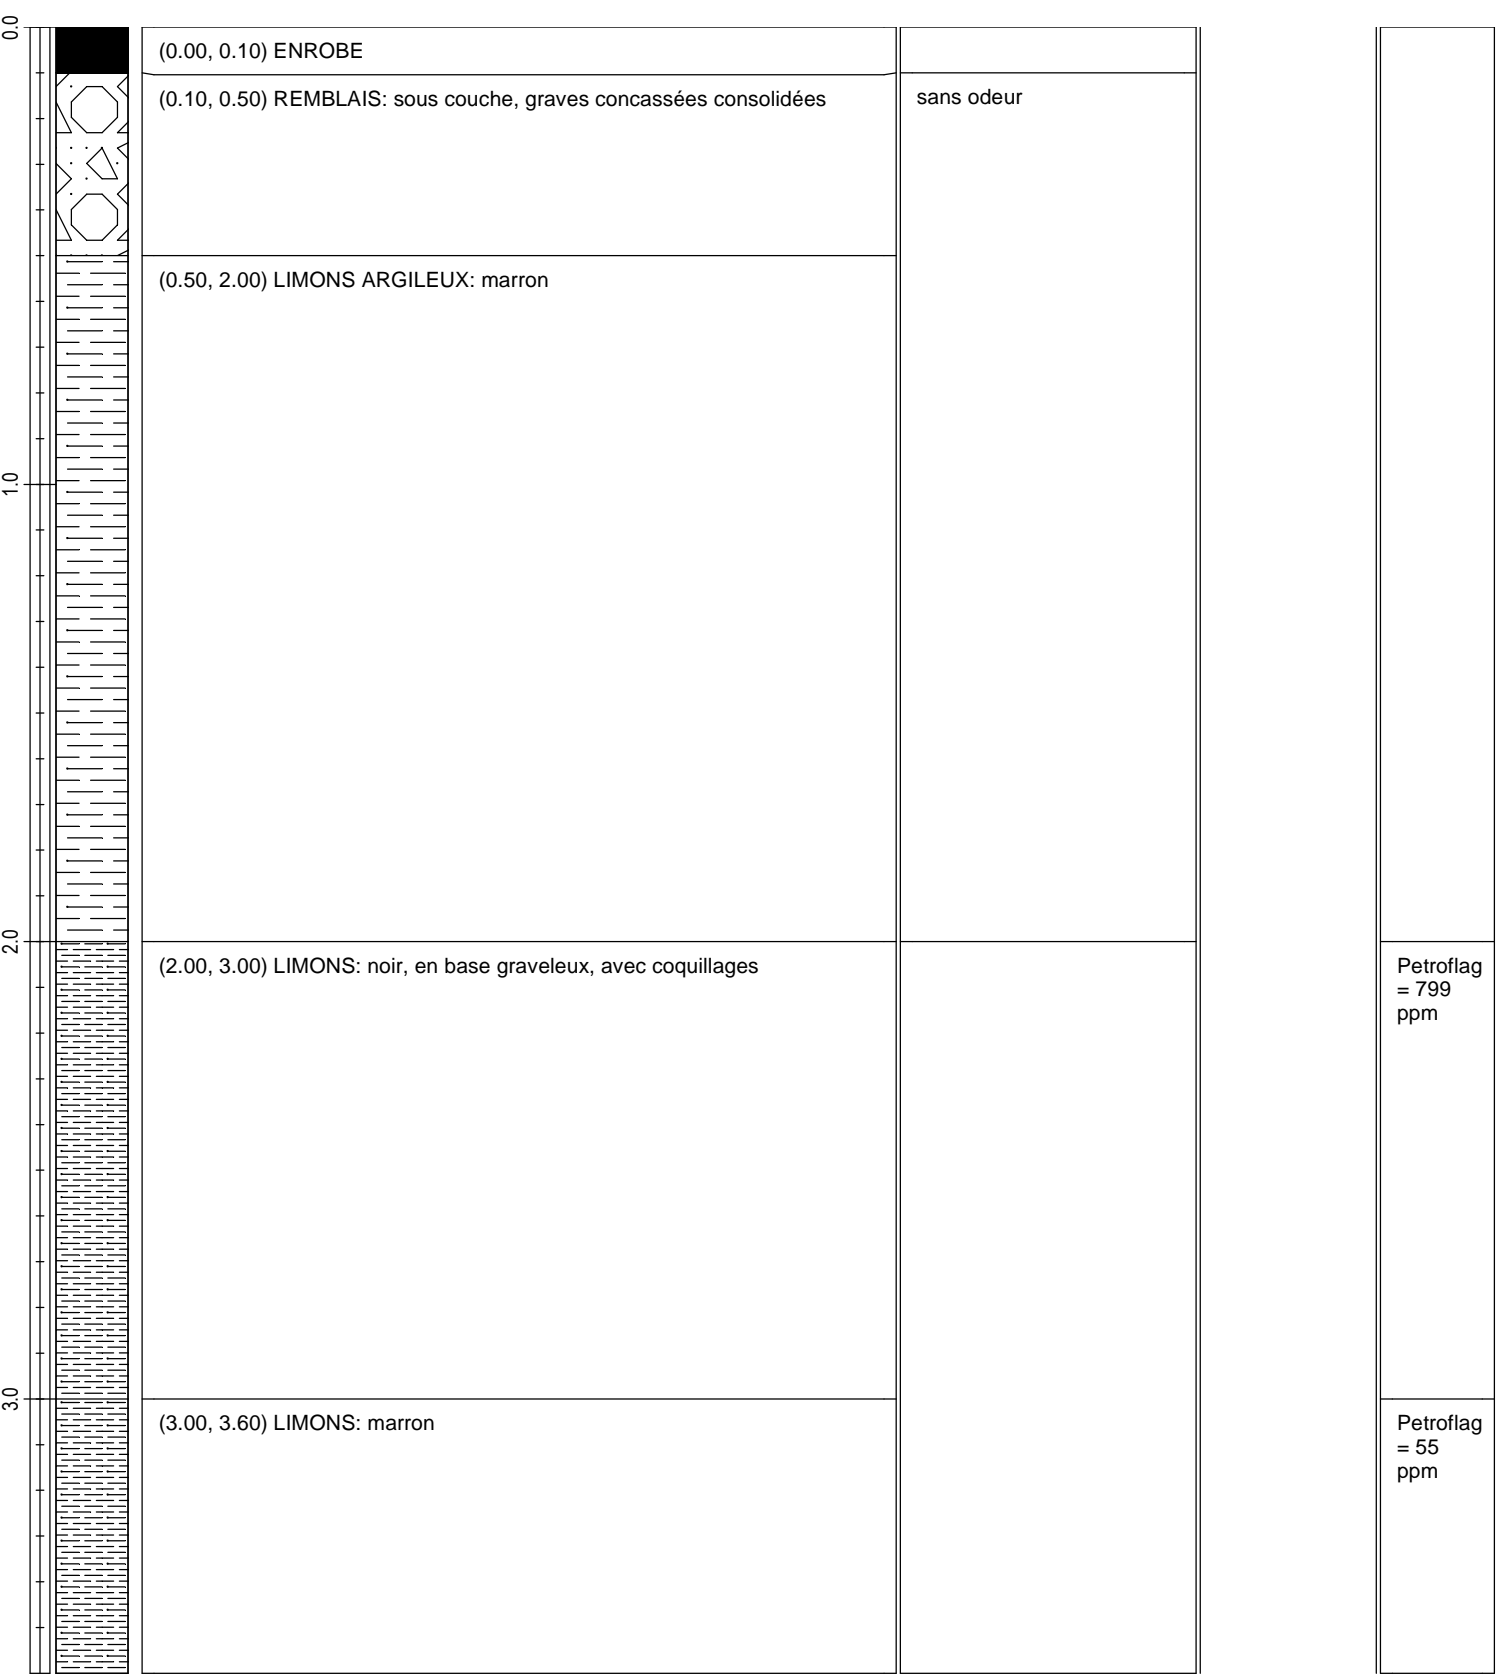 0.0
(0.00, 0.10) ENROBE
(0.10, 0.50) REMBLAIS: sous couche, graves concassées consolidées
sans odeur
(0.50, 2.00) LIMONS ARGILEUX: marron
1.0
2.0
(2.00, 3.00) LIMONS: noir, en base graveleux, avec coquillages
Petroflag
= 799
ppm
3.0
(3.00, 3.60) LIMONS: marron
Petroflag
= 55
ppm